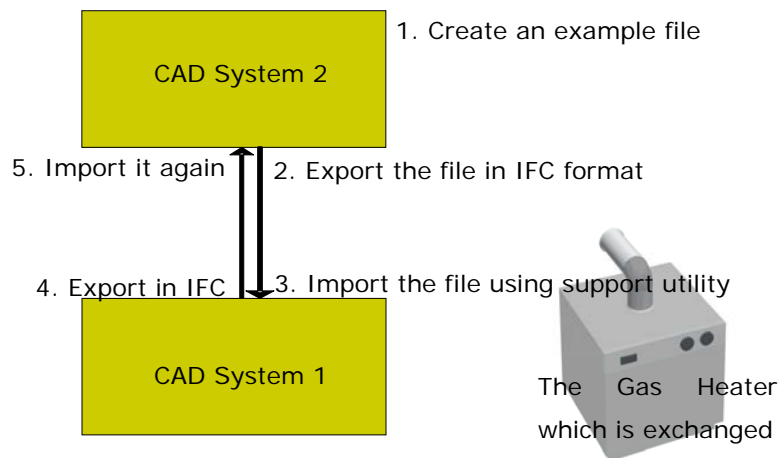 1. Create an example file
CAD System 2
5. Import it again
2. Export the file in IFC format
4. Export in IFC
3. Import the file using support utility
CAD System 1
The Gas Heater
which is exchanged